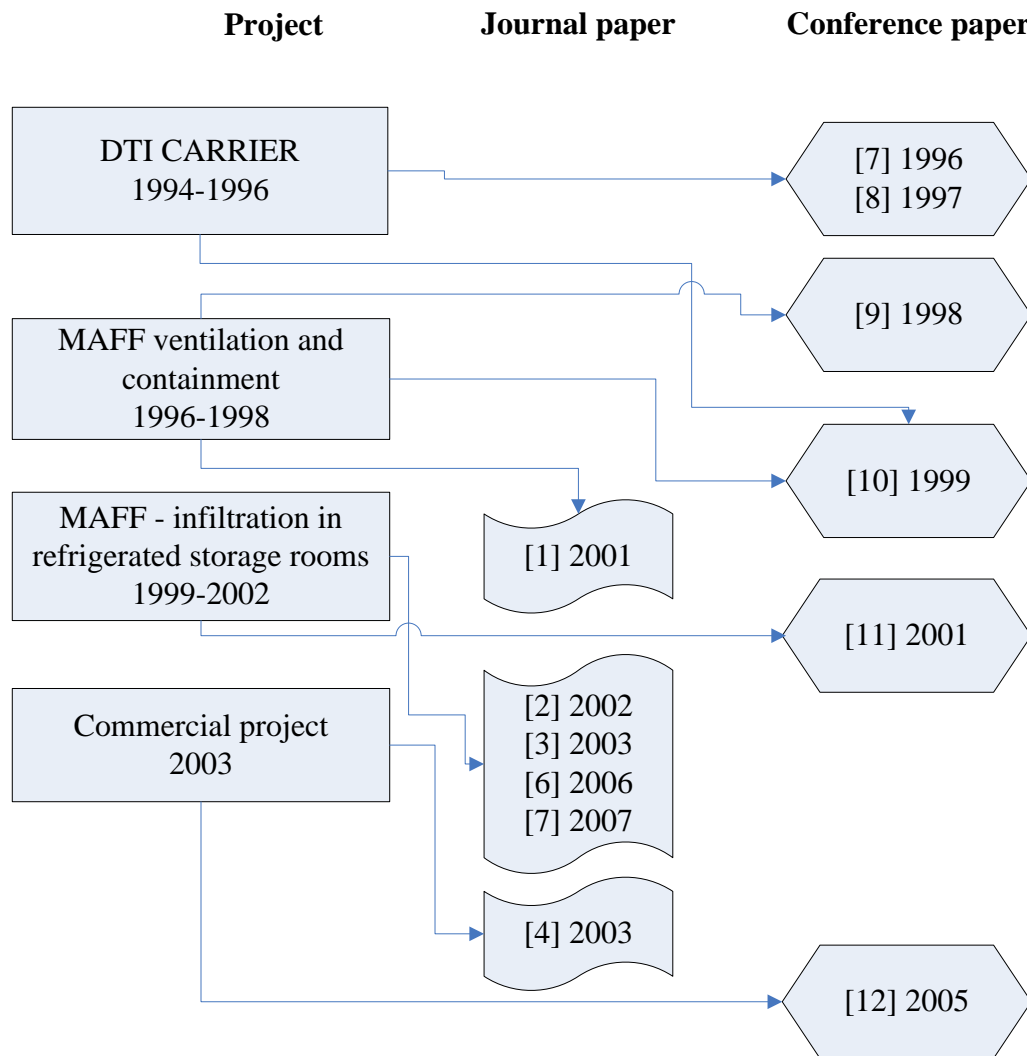 Project
Journal paper
Conference paper
DTI CARRIER
1994-1996
[7] 1996
[8] 1997
[9] 1998
MAFF ventilation and
containment
1996-1998
[10] 1999
MAFF - infiltration in
refrigerated storage rooms
1999-2002
[1] 2001
[11] 2001
Commercial project
2003
[2] 2002
[3] 2003
[6] 2006
[7] 2007
[4] 2003
[12] 2005